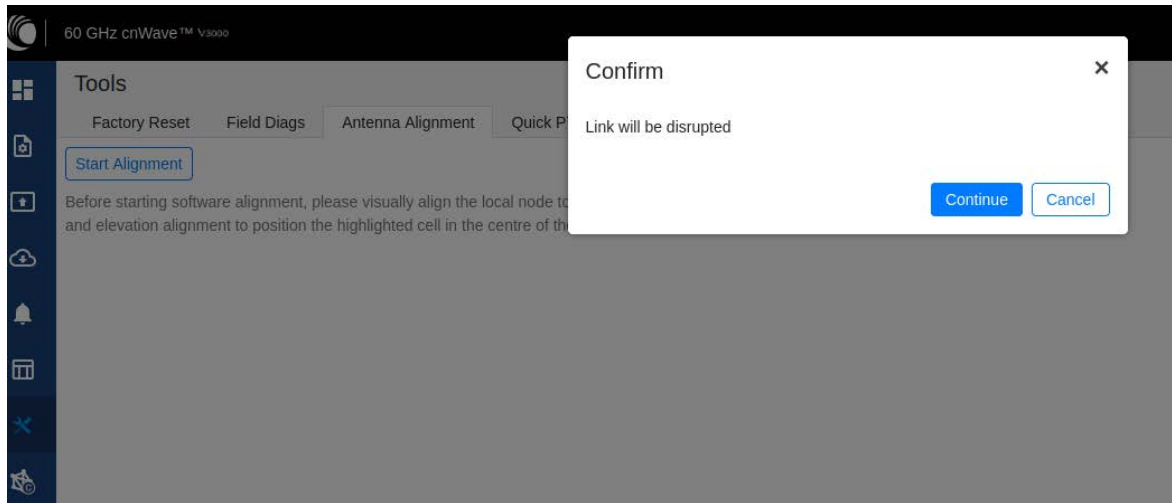 60 GHz cnWave™ V3000
Tools
Factory Reset Field Diags Antenna Alignment Quick
Start Alignment
Before starting software alignment, please visually align the local node
and elevation alignment to position the highlighted cell in the centre of
Confirm
×
Link will be disrupted
Continue Cancel